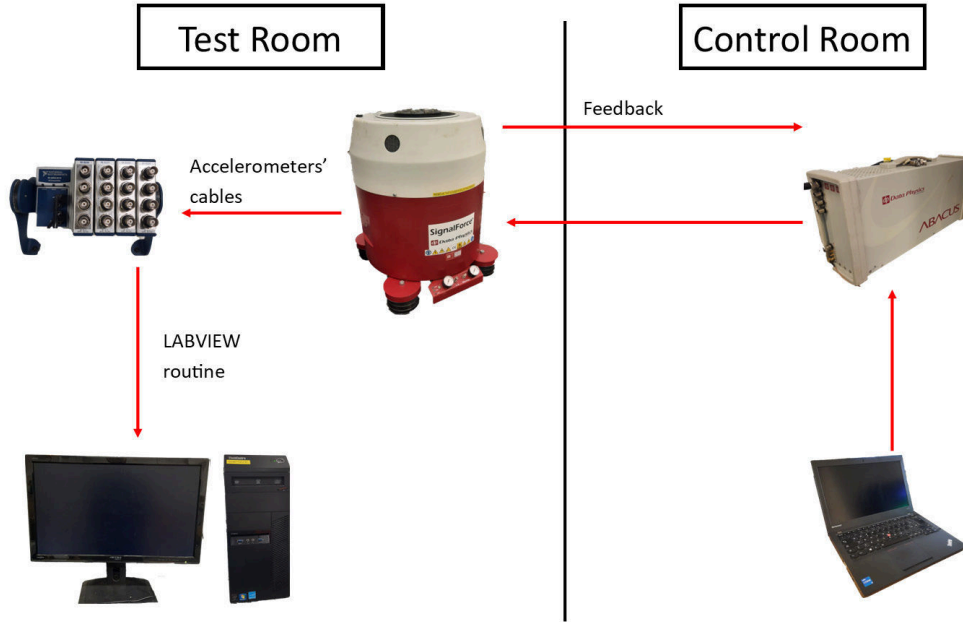 Test Room
Control Room
Feedback
Accelerometers’
cables
SignalForce
Data Physics
Data Physics
ABACUS
LABVIEW
routine